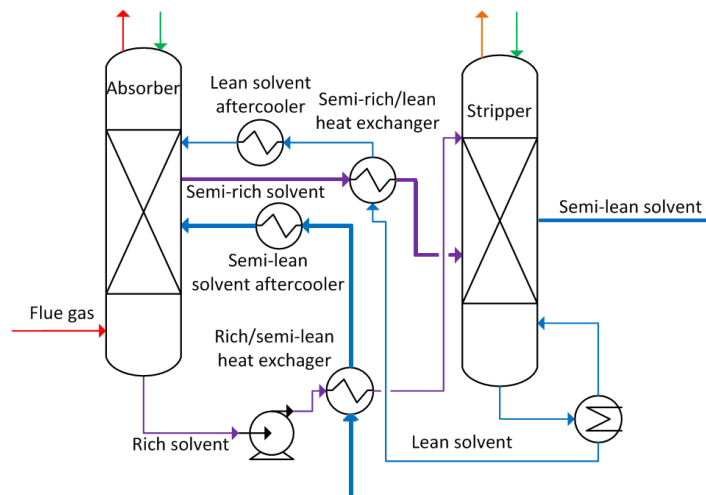 Absorber
Lean solvent
aftercooler
Semi-rich/lean
heat exchanger
Stripper
Semi-rich solvent
Semi-lean solvent
Semi-lean
solvent aftercooler
Flue gas
Rich/semi-lean
heat exchager
Rich solvent
Lean solvent